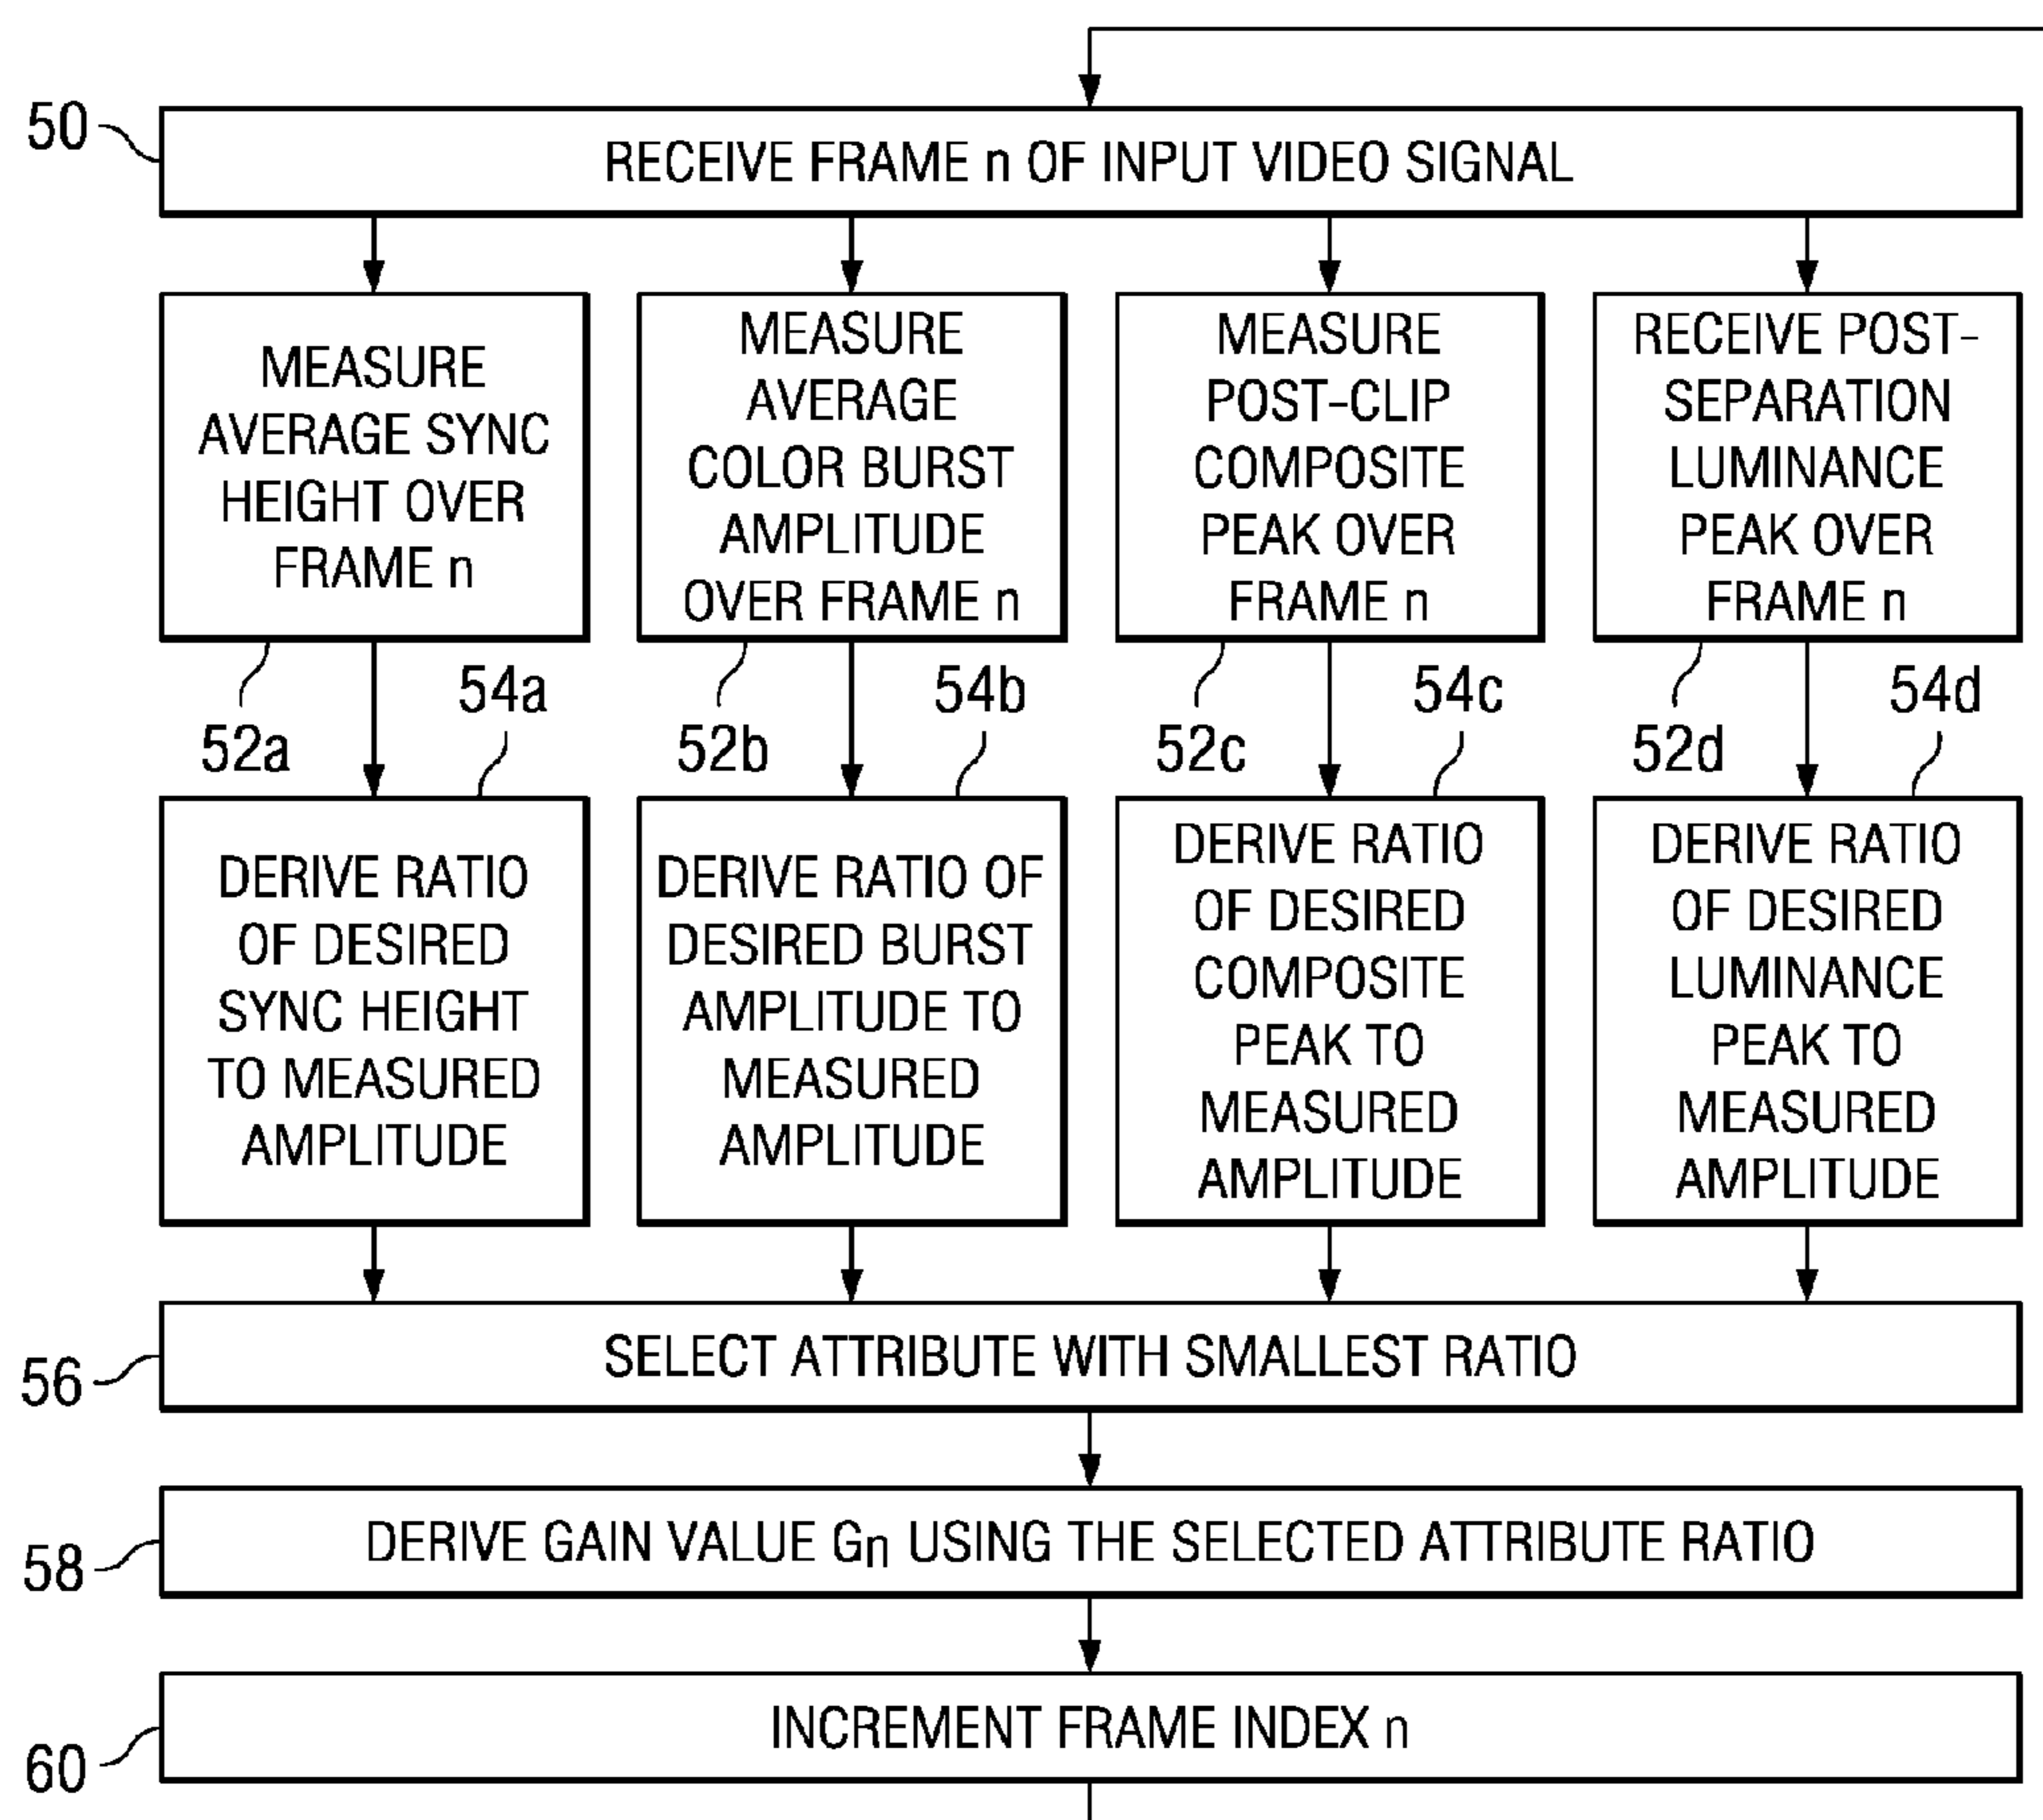 50
RECEIVE FRAME n OF INPUT VIDEO SIGNAL
MEASURE
AVERAGE SYNC
HEIGHT OVER
FRAME n
52a
MEASURE
AVERAGE
COLOR BURST
AMPLITUDE
OVER FRAME n
52b
MEASURE
POST-CLIP
COMPOSITE
PEAK OVER
FRAME n
52c
RECEIVE POST-
SEPARATION
LUMINANCE
PEAK OVER
FRAME n
52d
54a
DERIVE RATIO
OF DESIRED
SYNC HEIGHT
TO MEASURED
AMPLITUDE
54b
DERIVE RATIO OF
DESIRED BURST
AMPLITUDE TO
MEASURED
AMPLITUDE
54c
DERIVE RATIO
OF DESIRED
COMPOSITE
PEAK TO
MEASURED
AMPLITUDE
54d
DERIVE RATIO
OF DESIRED
LUMINANCE
PEAK TO
MEASURED
AMPLITUDE
56
SELECT ATTRIBUTE WITH SMALLEST RATIO
58
DERIVE GAIN VALUE Gn USING THE SELECTED ATTRIBUTE RATIO
60
INCREMENT FRAME INDEX n